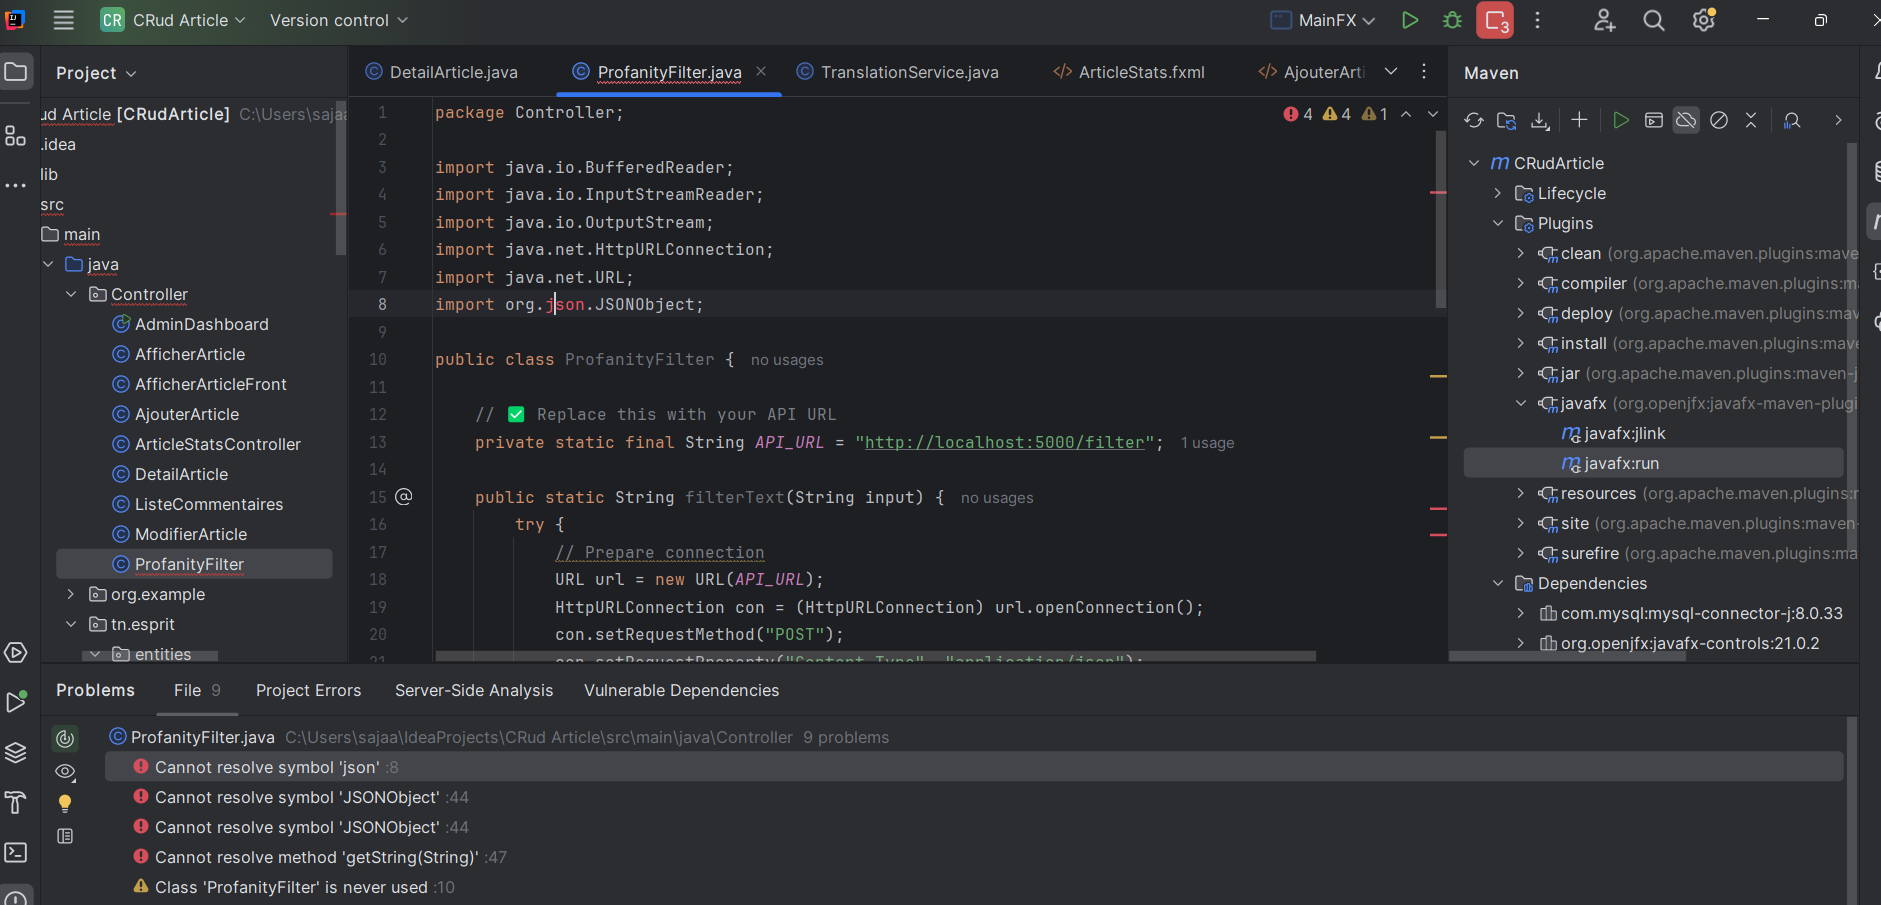 CR CRud Article Version control MainFX 3
Project
DetailArticle.java ProfanityFilter.java TranslationService.java ArticleStats.fxml AjouterArti
Maven
ud Article [CRudArticle] C:\Users\saja
.idea
lib
src
main
java
Controller
AdminDashboard
AfficherArticle
AfficherArticleFront
AjouterArticle
ArticleStatsController
DetailArticle
ListeCommentaires
ModifierArticle
ProfanityFilter
org.example
tn.esprit
entities
4 4 1
1 package Controller;
2
3 import java.io.BufferedReader;
4 import java.io.InputStreamReader;
5 import java.io.OutputStream;
6 import java.net.HttpURLConnection;
7 import java.net.URL;
8 import org.json.JSONObject;
9
10 public class ProfanityFilter { no usages
11
12 // ✅ Replace this with your API URL
13 private static final String API_URL = "http://localhost:5000/filter"; 1 usage
14
15 public static String filterText(String input) { no usages
16 try {
17 // Prepare connection
18 URL url = new URL(API_URL);
19 HttpURLConnection con = (HttpURLConnection) url.openConnection();
20 con.setRequestMethod("POST");
21 con.setRequestProperty("Content-Type", "application/json");
CRudArticle
Lifecycle
Plugins
clean (org.apache.maven.plugins:mave
compiler (org.apache.maven.plugins:m
deploy (org.apache.maven.plugins:mav
install (org.apache.maven.plugins:mave
jar (org.apache.maven.plugins:maven-j
javafx (org.openjfx:javafx-maven-plugi
javafx:jlink
javafx:run
resources (org.apache.maven.plugins:r
site (org.apache.maven.plugins:maven-
surefire (org.apache.maven.plugins:ma
Dependencies
com.mysql:mysql-connector-j:8.0.33
org.openjfx:javafx-controls:21.0.2
Problems File 9 Project Errors Server-Side Analysis Vulnerable Dependencies
ProfanityFilter.java C:\Users\sajaa\IdeaProjects\CRud Article\src\main\java\Controller 9 problems
Cannot resolve symbol 'json' :8
Cannot resolve symbol 'JSONObject' :44
Cannot resolve symbol 'JSONObject' :44
Cannot resolve method 'getString(String)' :47
Class 'ProfanityFilter' is never used :10